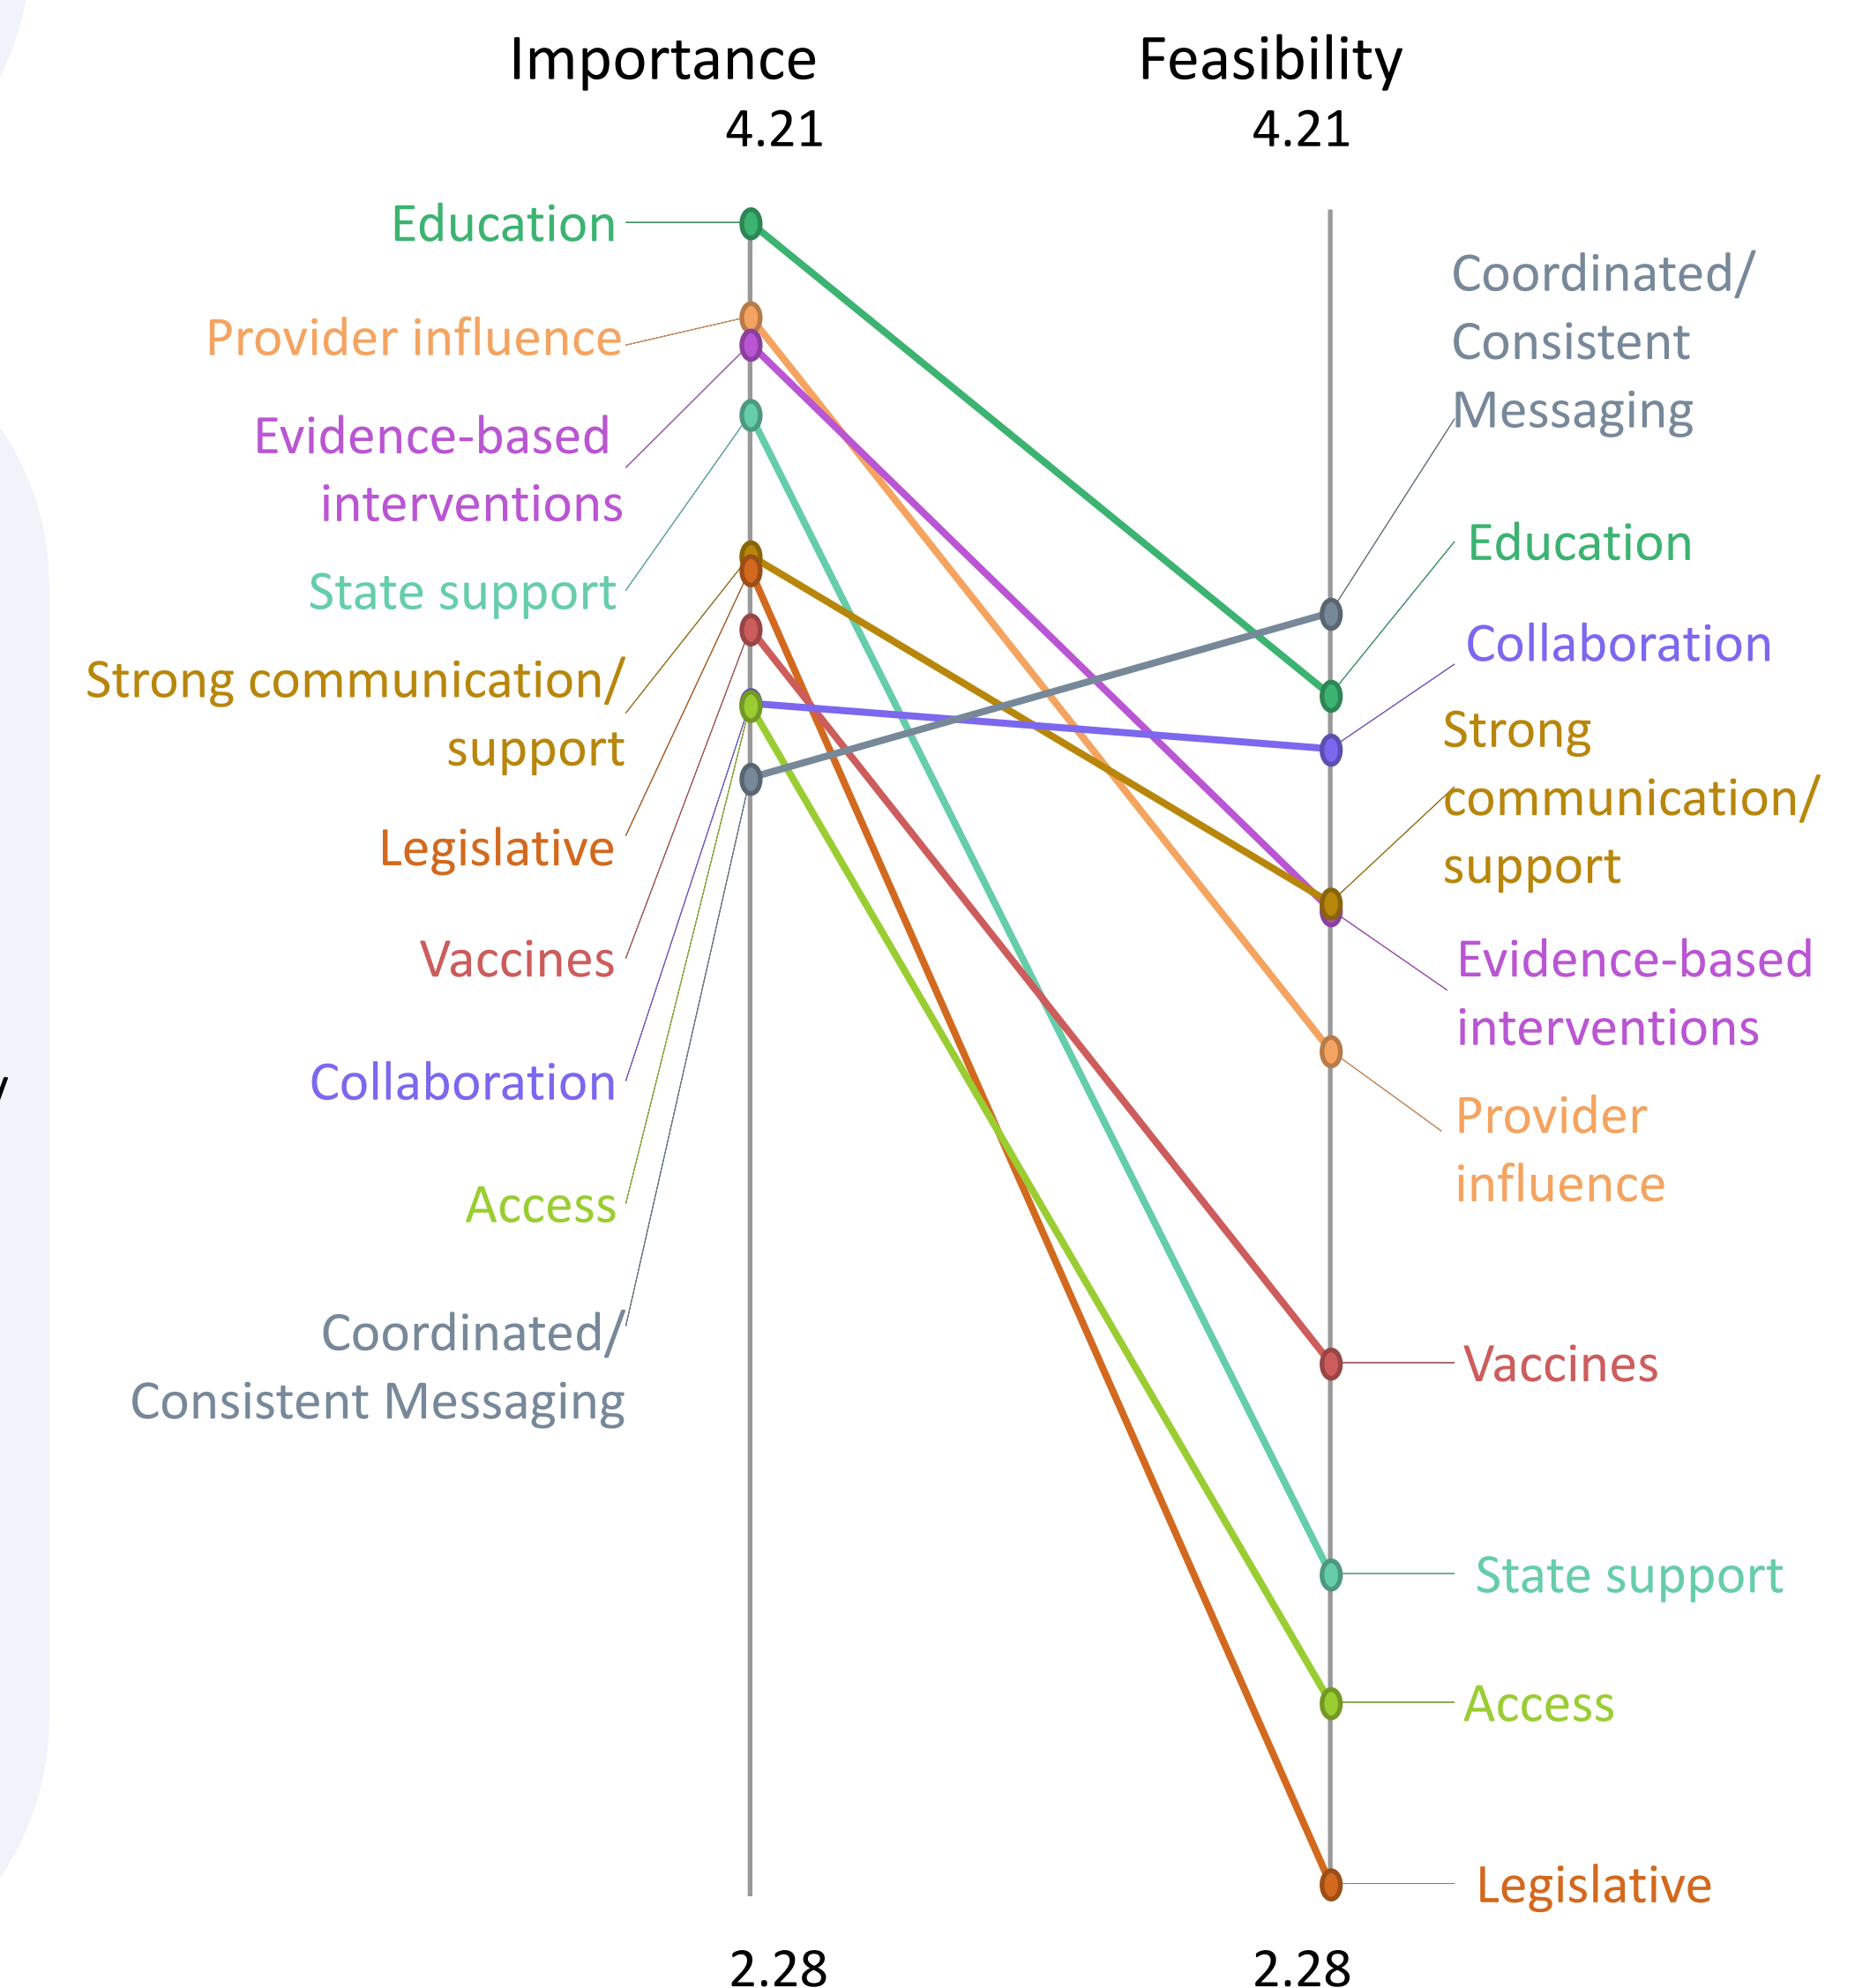 Importance
4.21
Feasibility
4.21
Education
Provider influence
Evidence-based
interventions
State support
Strong communication/
support
Legislative
Vaccines
Collaboration
Access
Coordinated/
Consistent Messaging
2.28
Coordinated/
Consistent
Messaging
Education
Collaboration
Strong
communication/
support
Evidence-based
interventions
Provider
influence
Vaccines
State support
Access
Legislative
2.28